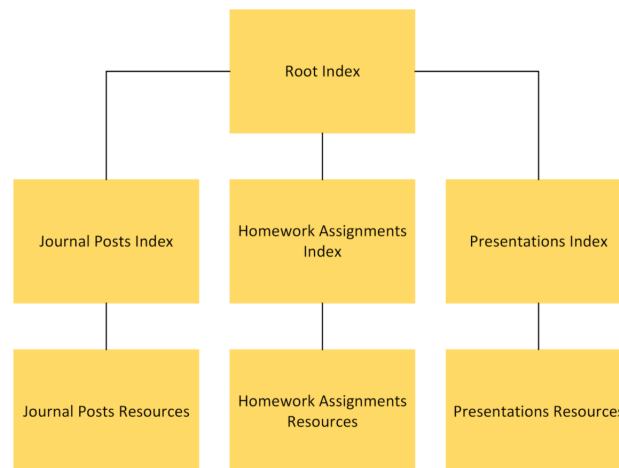 Root Index
Journal Posts Index
Homework Assignments
Index
Presentations Index
Journal Posts Resources
Homework Assignments
Resources
Presentations Resources